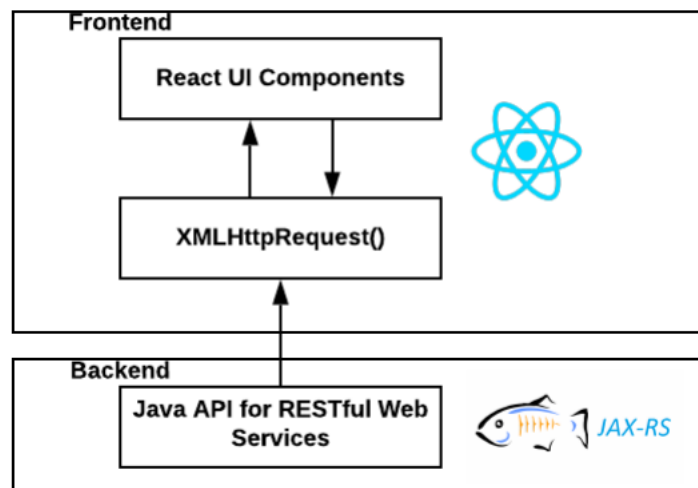 Frontend
React UI Components
XMLHttpRequest()
Backend
Java API for RESTful Web
Services
JAX-RS